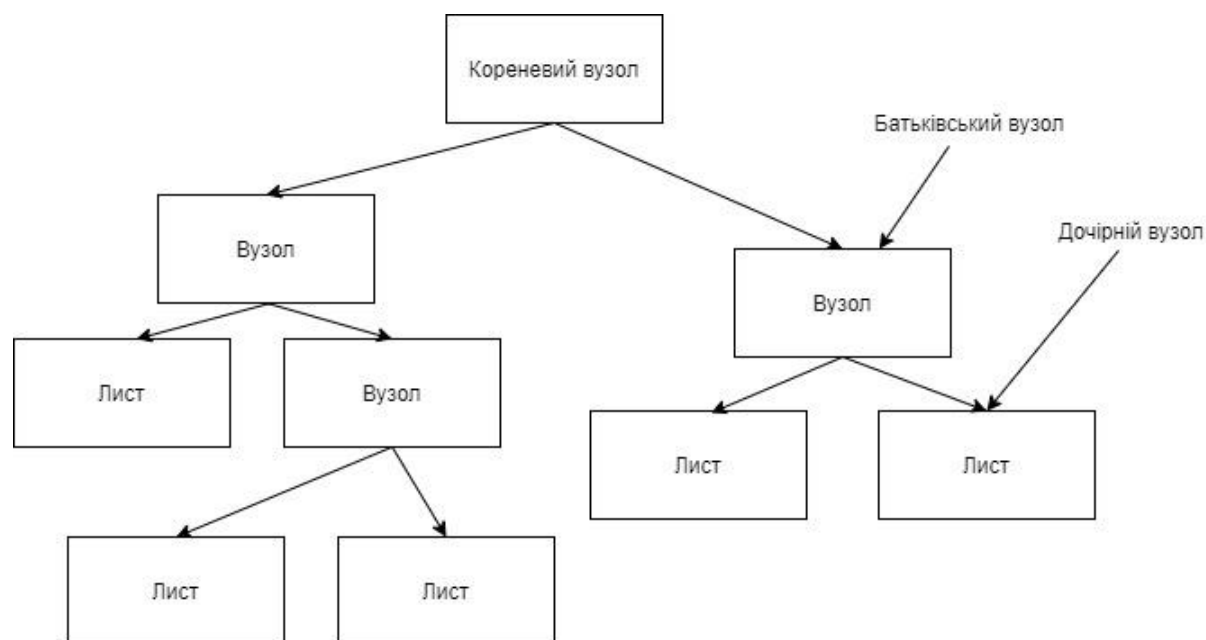 Кореневий вузол
Батьківський вузол
Дочірній вузол
Вузол
Вузол
Лист
Вузол
Лист
Лист
Лист
Лист